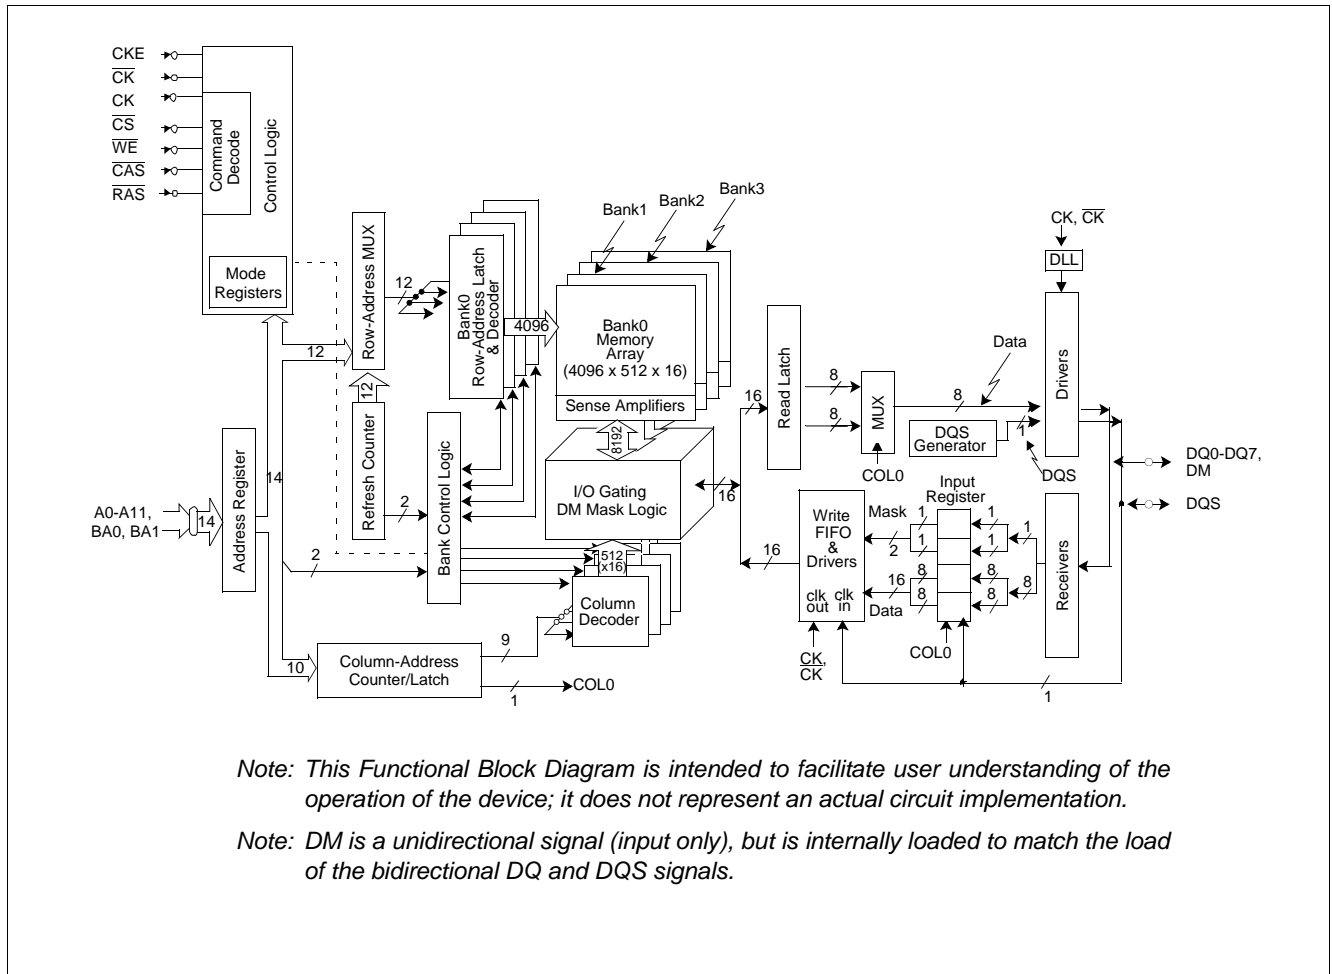 CKE
CK
CK
CS
WE
CAS
RAS
Command
Decode
Control Logic
Mode
Registers
Row-Address MUX
12
12
12
Refresh Counter
2
Bank0
Row-Address Latch
& Decoder
4096
Bank1
Bank2
Bank3
Bank0
Memory
Array
(4096 x 512 x 16)
Sense Amplifiers
8192
I/O Gating
DM Mask Logic
16
Bank Control Logic
512
(x16)
Column
Decoder
A0-A11,
BA0, BA1
14
Address Register
14
2
10
Column-Address
Counter/Latch
9
1
COL0
16
Read Latch
8
8
MUX
COL0
8
Data
DQS
Generator
1
DQS
CK, CK
DLL
Drivers
DQ0-DQ7,
DM
DQS
Input
Register
16
Write
FIFO
&
Drivers
clk
out
clk
in
CK,
CK
Mask
2
16
Data
1
1
8
8
COL0
1
1
8
8
1
8
Receivers
1
Note: This Functional Block Diagram is intended to facilitate user understanding of the
operation of the device; it does not represent an actual circuit implementation.
Note: DM is a unidirectional signal (input only), but is internally loaded to match the load
of the bidirectional DQ and DQS signals.